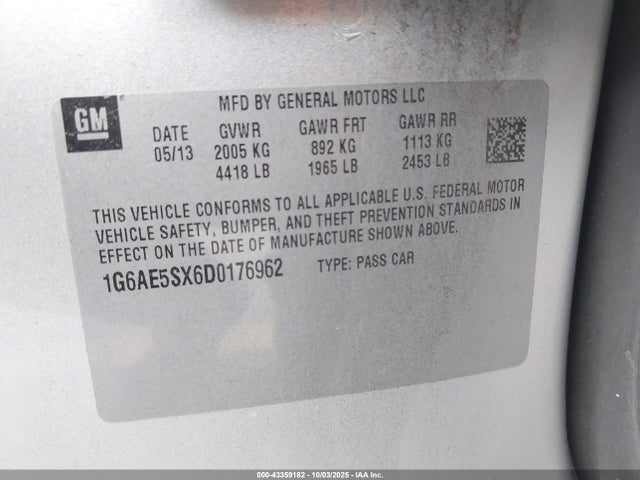 GM
MFD BY GENERAL MOTORS LLC
DATE GVWR GAWR FRT GAWR RR
05/13 2005 KG 892 KG 1113 KG
4418 LB 1965 LB 2453 LB
THIS VEHICLE CONFORMS TO ALL APPLICABLE U.S. FEDERAL MOTOR
VEHICLE SAFETY, BUMPER, AND THEFT PREVENTION STANDARDS IN
EFFECT ON THE DATE OF MANUFACTURE SHOWN ABOVE.
1G6AE5SX6D0176962 TYPE: PASS CAR
000-43359182 - 10/03/2025 - IAA Inc.